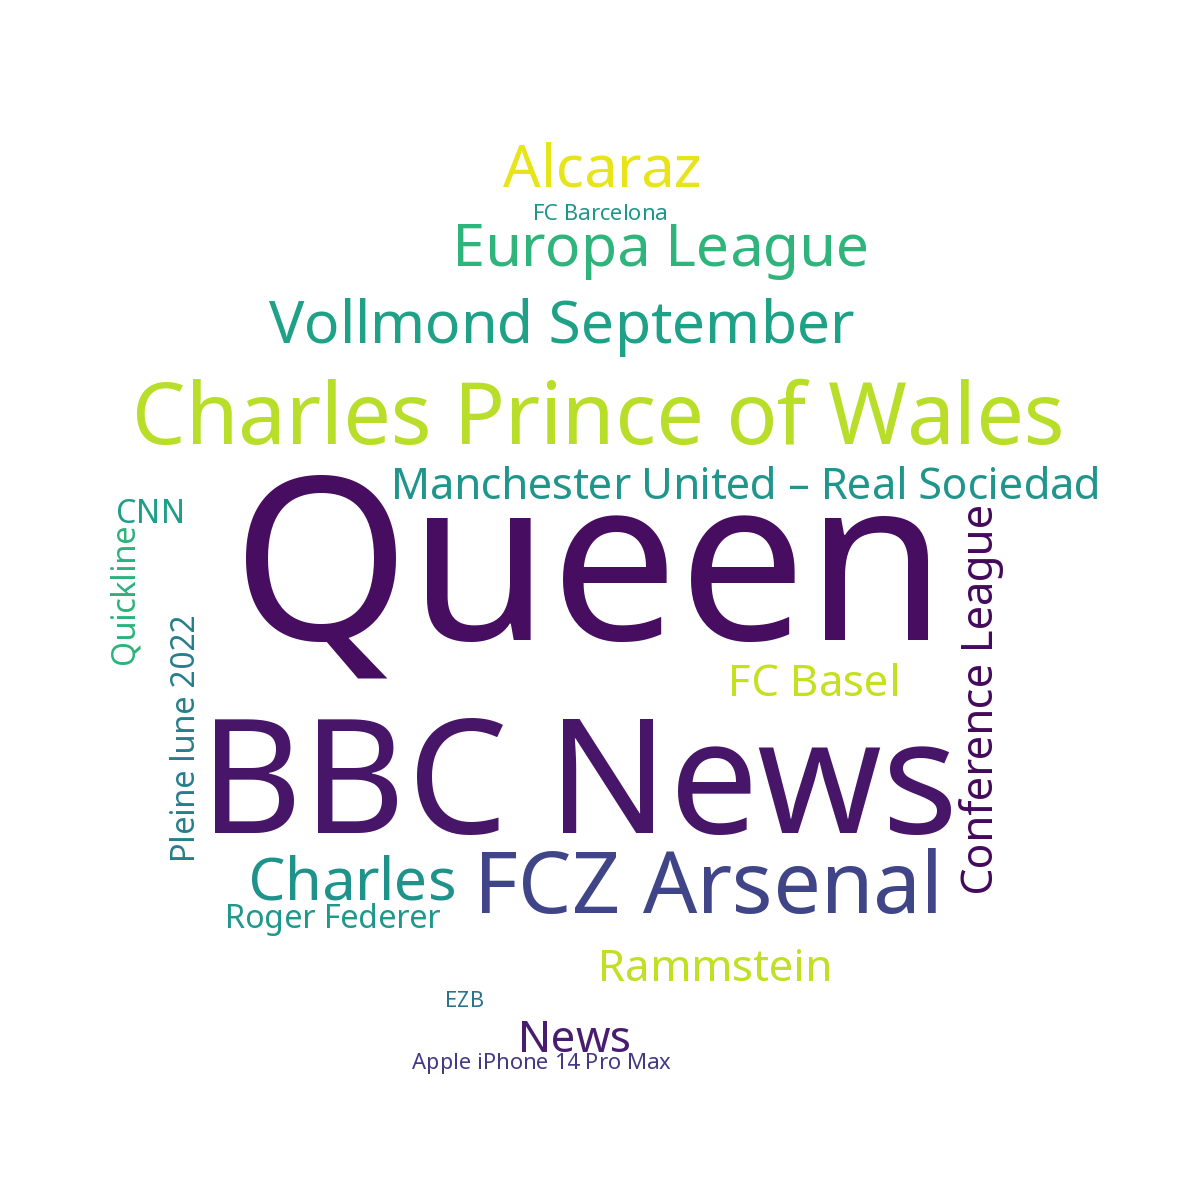 Alcaraz
FC Barcelona
Europa League
Vollmond September
Charles Prince of Wales
Manchester United – Real Sociedad
CNN
Queen
Quickline
Conference League
Pleine lune 2022
FC Basel
BBC News
Charles
FCZ Arsenal
Roger Federer
Rammstein
EZB
News
Apple iPhone 14 Pro Max